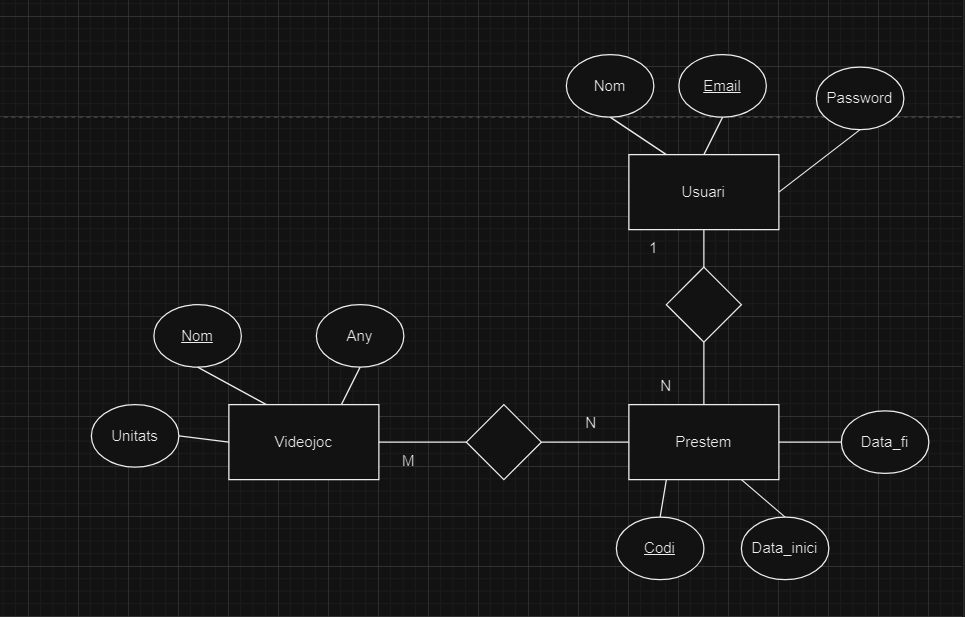 Nom
Email
Password
Usuari
1
Nom
Any
N
Unitats
Videojoc
M
N
Prestem
Data_fi
Codi
Data_inici